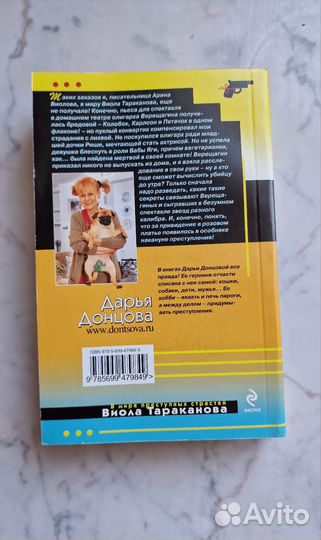 Таких заказов я, писательница Арина
Виолова, в миру Виола Тараканова, еще
не получала! Конечно, пьеса для спектакля
в домашнем театре олигарха Верещагина получи-
лась бредовой – Колобок, Карлсон и Пятачок в одном
флаконе! – но пухлый конвертик компенсировал мои
страдания с лихвой. Не поскупился олигарх ради млад-
шей дочки Риши, мечтающей стать актрисой. Но не успела
девушка блеснуть в роли Бабы Яги, причем вегетарианки,
как... была найдена мертвой в своей комнате! Верещагин
приказал никого не выпускать из дома, и я взяла рассле-
дование в свои руки – ну а кто
еще сможет вычислить убийцу
до утра? Только сначала
надо разведать, какие такие
секреты связывают Вереща-
гиных и сыгравших в безумном
спектакле звезд разного
калибра. И, конечно, понять,
что за привидение в розовом
платье появилось в особняке
накануне преступления!
В книгах Дарьи Донцовой все
правда! Ее героиня отчасти
списана с нее самой: кошки,
собаки, дети, мужья... Ее
хобби – вязать и печь пироги,
а между делом – придумы-
вать преступления.
Дарья
Донцова
www.dontsova.ru
ISBN 978-5-699-47984-9
9 785699 479849 >
В мире преступных страстей
Виола Тараканова
ЭКСМО
Avito